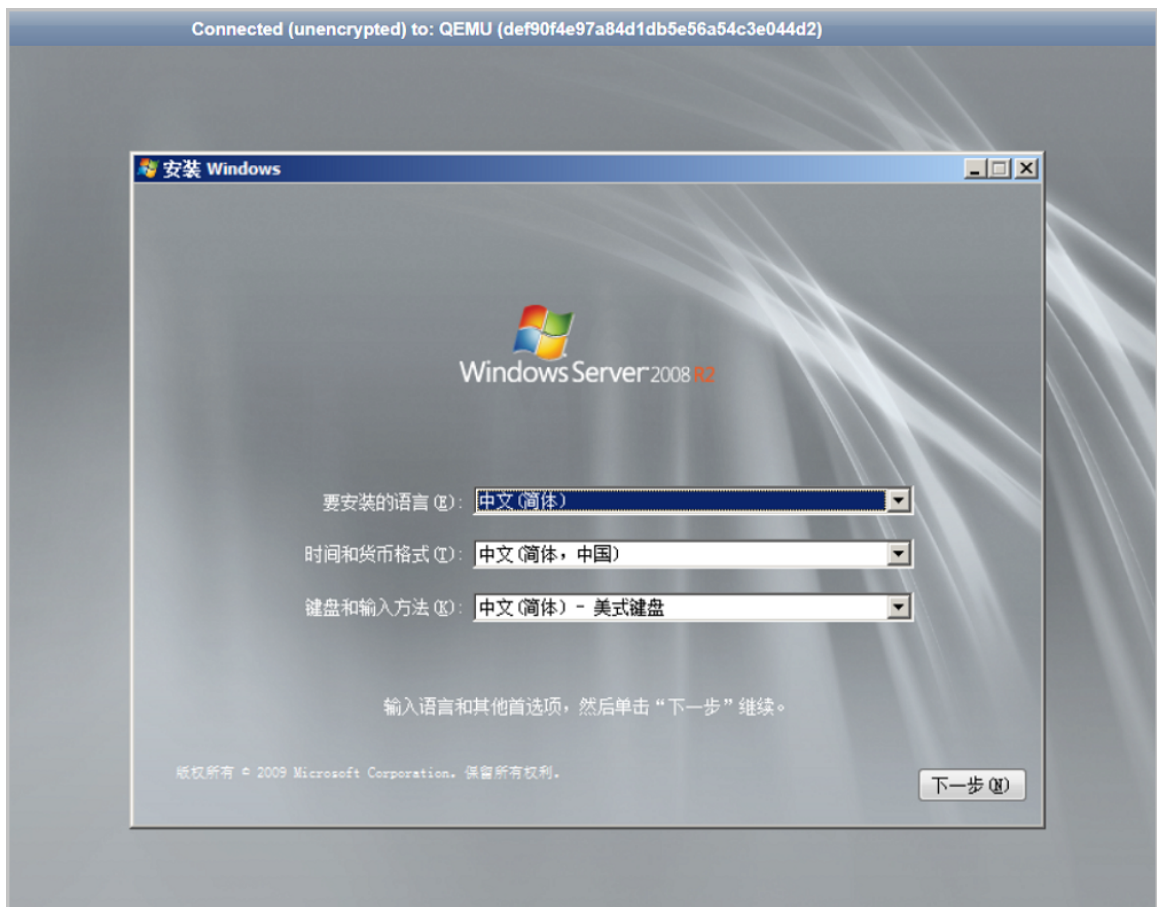 Connected (unencrypted) to: QEMU (def90f4e97a84d1db5e56a54c3e044d2)
安装 Windows
Windows Server 2008 R2
要安装的语言(E): 中文(简体)
时间和货币格式(T): 中文(简体，中国)
键盘和输入方法(K): 中文(简体) - 美式键盘
输入语言和其他首选项，然后单击“下一步”继续。
版权所有 © 2009 Microsoft Corporation。保留所有权利。
下一步(N)